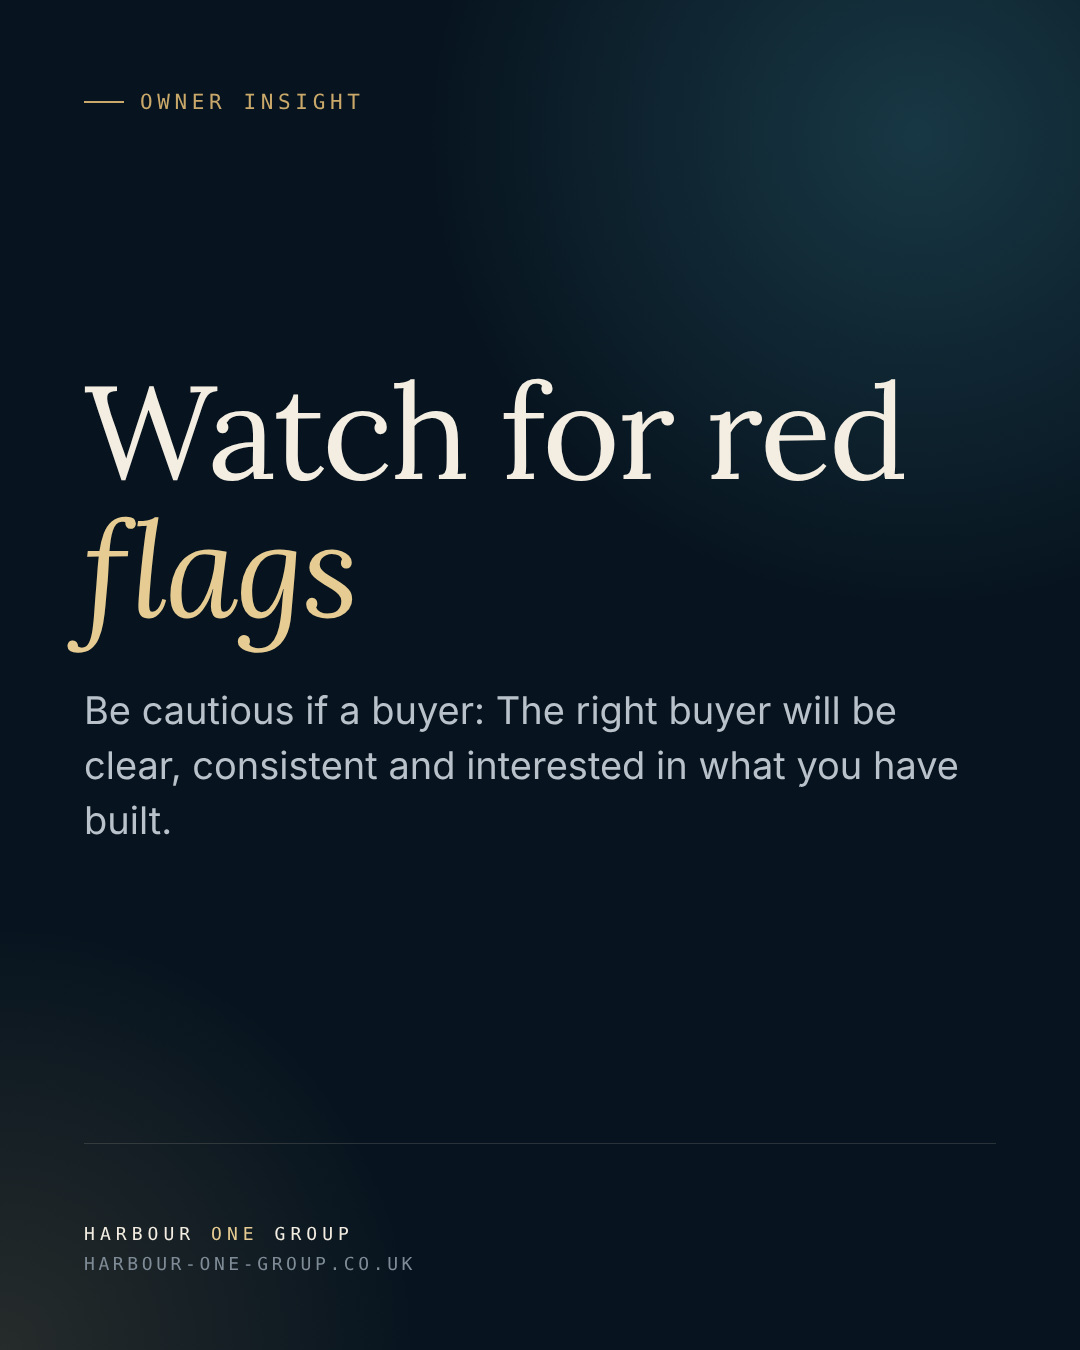 OWNER INSIGHT
Watch for red
flags
Be cautious if a buyer: The right buyer will be
clear, consistent and interested in what you have
built.
HARBOUR ONE GROUP
HARBOUR-ONE-GROUP.CO.UK